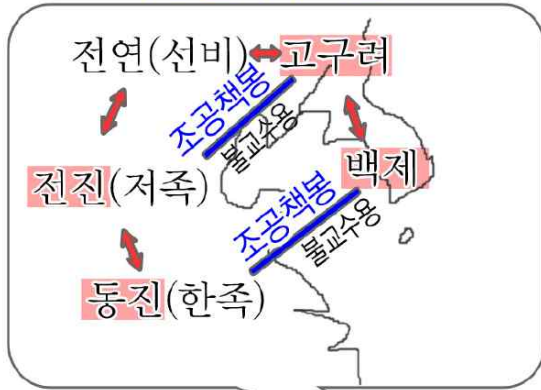 전연(선비)
고구려
조공책봉
불교수용
전진(저족)
백제
조공책봉
불교수용
동진(한족)